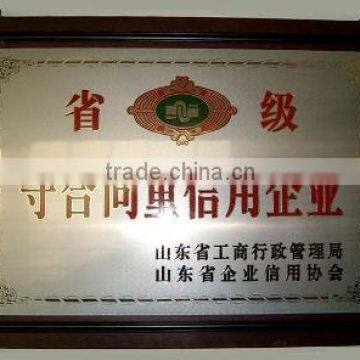 省 级
trade.china.cn
守合同重信用企业
山东省工商行政管理局
山东省企业信用协会